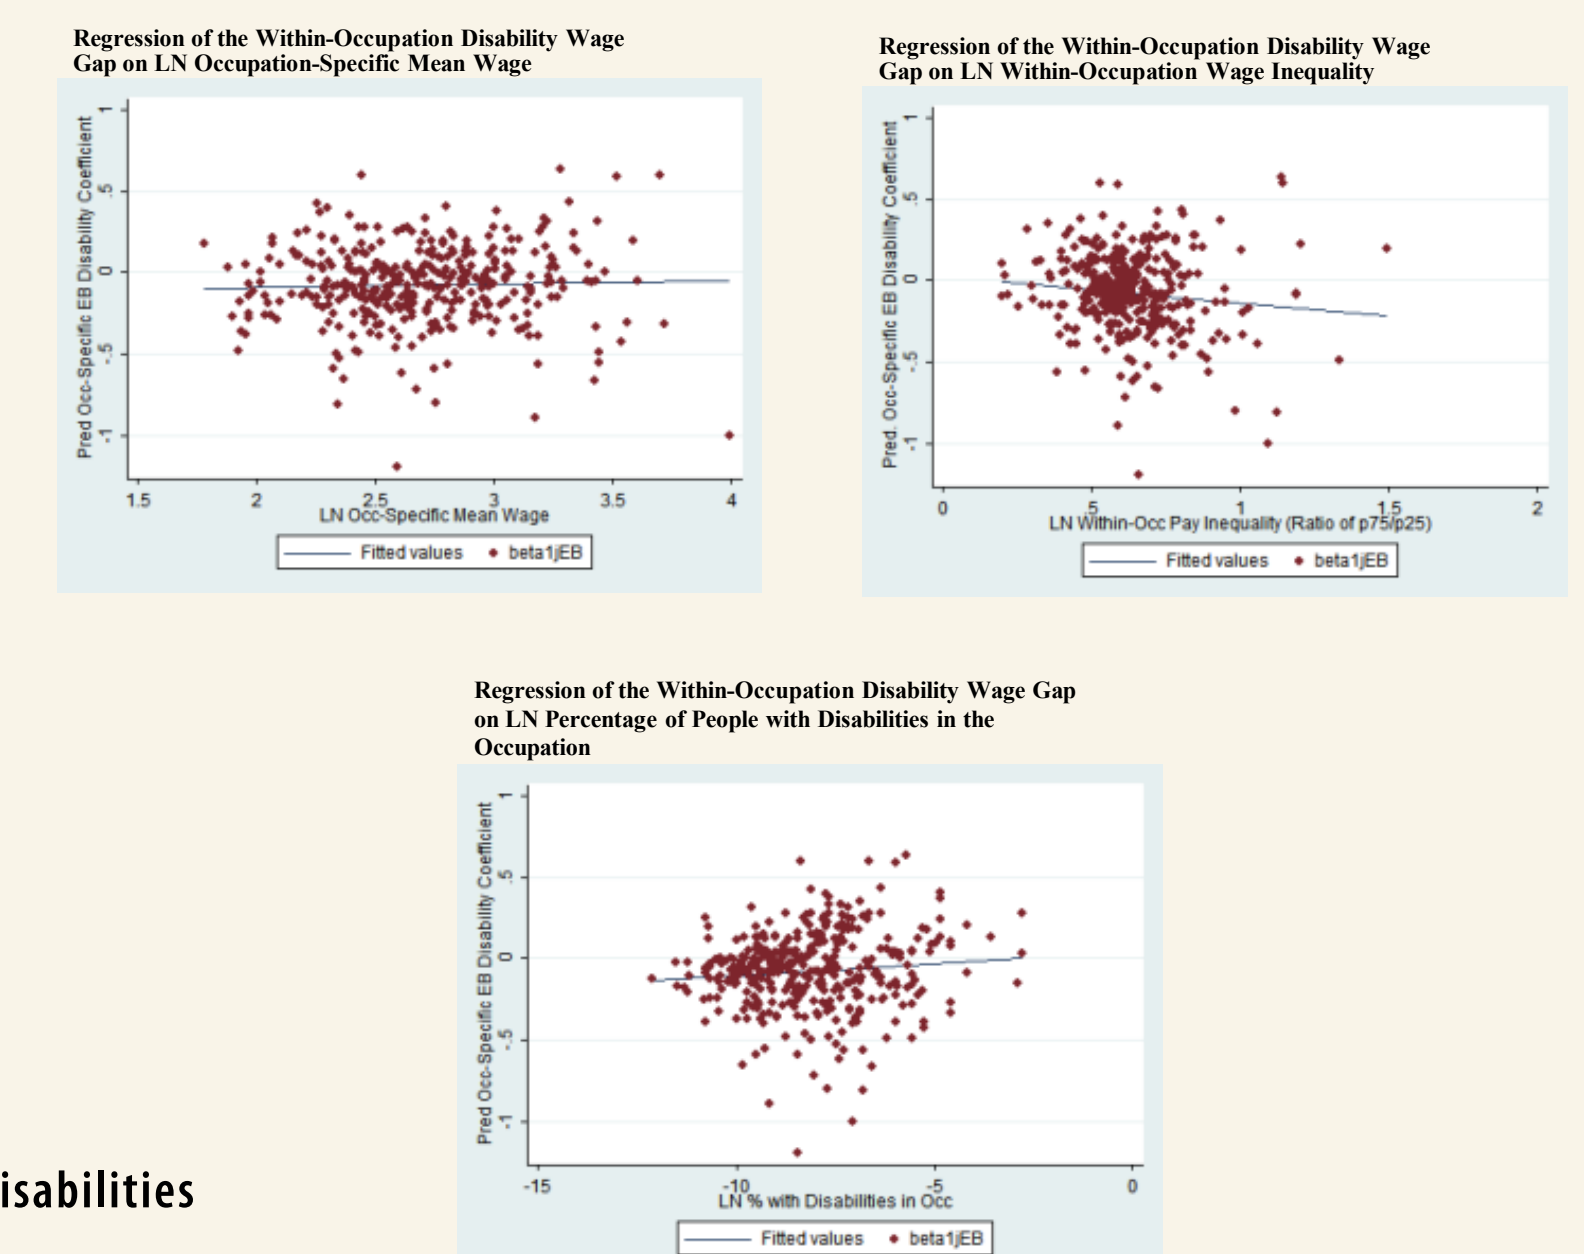 Regression of the Within-Occupation Disability Wage
Gap on LN Occupation-Specific Mean Wage
Pred Occ-Specific EB Disability Coefficient
1
.5
0
-.5
-1
1.5 2 2.5 3 3.5 4
LN Occ-Specific Mean Wage
Fitted values beta1jEB
Regression of the Within-Occupation Disability Wage
Gap on LN Within-Occupation Wage Inequality
Pred. Occ-Specific EB Disability Coefficient
1
.5
0
-.5
-1
0 .5 1 1.5 2
LN Within-Occ Pay Inequality (Ratio of p75/p25)
Fitted values beta1jEB
Regression of the Within-Occupation Disability Wage Gap
on LN Percentage of People with Disabilities in the
Occupation
Pred Occ-Specific EB Disability Coefficient
1
.5
0
-.5
-1
-15 -10 -5 0
LN % with Disabilities in Occ
Fitted values beta1jEB
isabilities